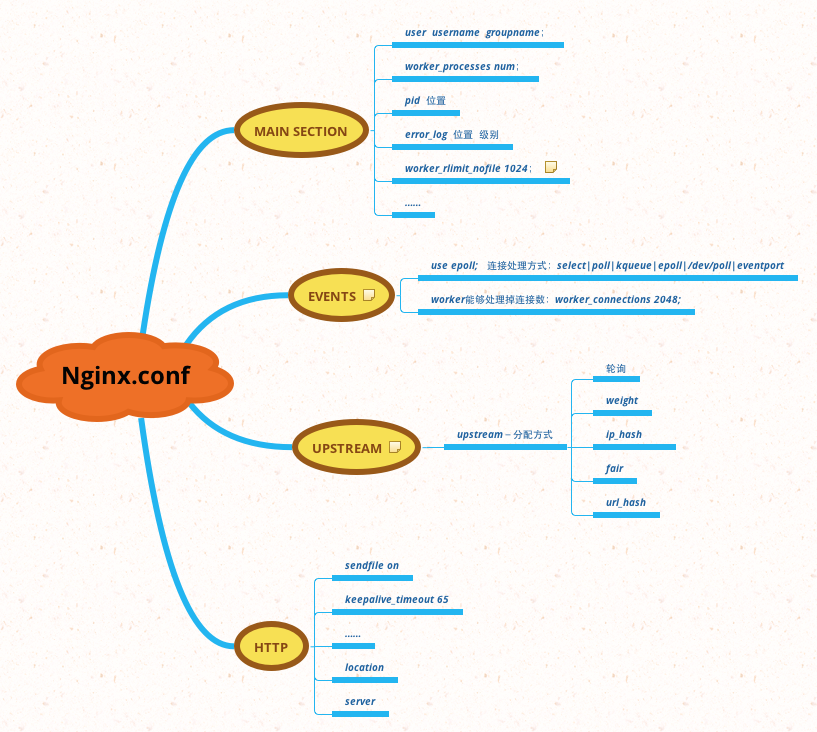 Nginx.conf
MAIN SECTION
user username groupname；
worker_processes num；
pid 位置
error_log 位置 级别
worker_rlimit_nofile 1024；
……
EVENTS
use epoll; 连接处理方式：select|poll|kqueue|epoll|/dev/poll|eventport
worker能够处理掉连接数：worker_connections 2048;
UPSTREAM
upstream－分配方式
轮询
weight
ip_hash
fair
url_hash
HTTP
sendfile on
keepalive_timeout 65
……
location
server